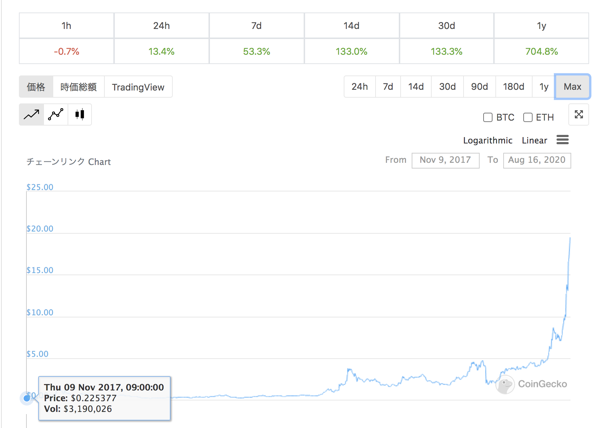 1h 24h 7d 14d 30d 1y
-0.7% 13.4% 53.3% 133.0% 133.3% 704.8%
価格 時価総額 TradingView 24h 7d 14d 30d 90d 180d 1y Max
BTC ETH
Logarithmic Linear
チェーンリンク Chart From Nov 9, 2017 To Aug 16, 2020
$25.00
$20.00
$15.00
$10.00
$5.00
CoinGecko
Thu 09 Nov 2017, 09:00:00
Price: $0.225377
Vol: $3,190,026